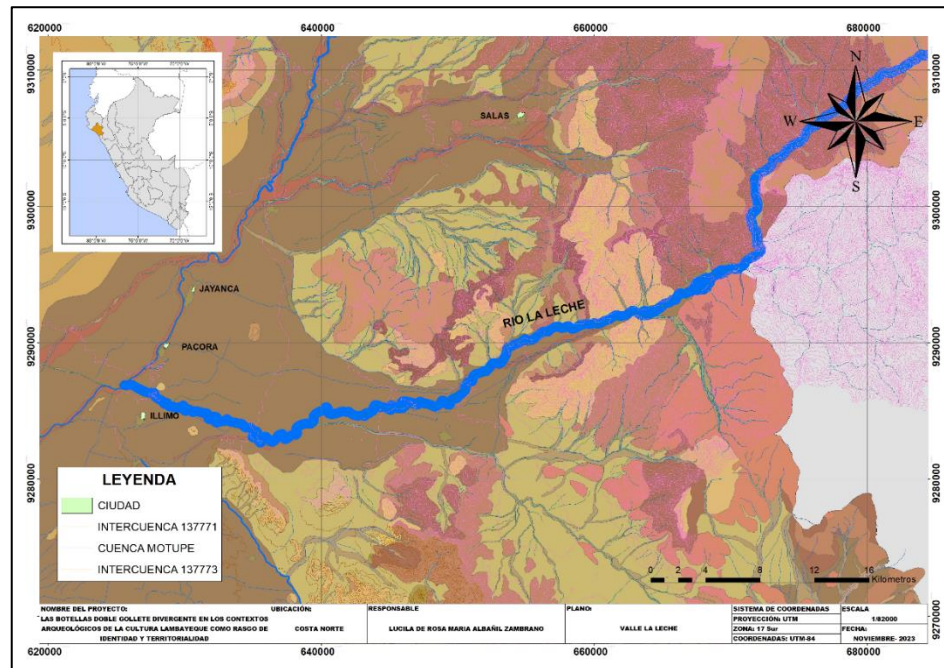 620000 640000 660000 680000
9310000 9310000
9300000 9300000
9290000 9290000
9280000 9280000
9270000
N
W E
S
SALAS
JAYANCA
RIO LA LECHE
PACORA
ILLIMO
LEYENDA
CIUDAD
INTERCUENCA 137771
CUENCA MOTUPE
INTERCUENCA 137773
0 2 4 8 12 16
Kilometros
NOMBRE DEL PROYECTO:
¨LAS BOTELLAS DOBLE GOLLETE DIVERGENTE EN LOS CONTEXTOS
ARQUEOLÓGICOS DE LA CULTURA LAMBAYEQUE COMO RASGO DE
IDENTIDAD Y TERRITORIALIDAD
UBICACIÓN:
COSTA NORTE
RESPONSABLE
LUCILA DE ROSA MARIA ALBAÑIL ZAMBRANO
PLANO:
VALLE LA LECHE
SISTEMA DE COORDENADAS
PROYECCIÓN: UTM
ZONA: 17 Sur
COORDENADAS: UTM-84
ESCALA
1/82000
FECHA:
NOVIEMBRE- 2023
640000 660000 680000